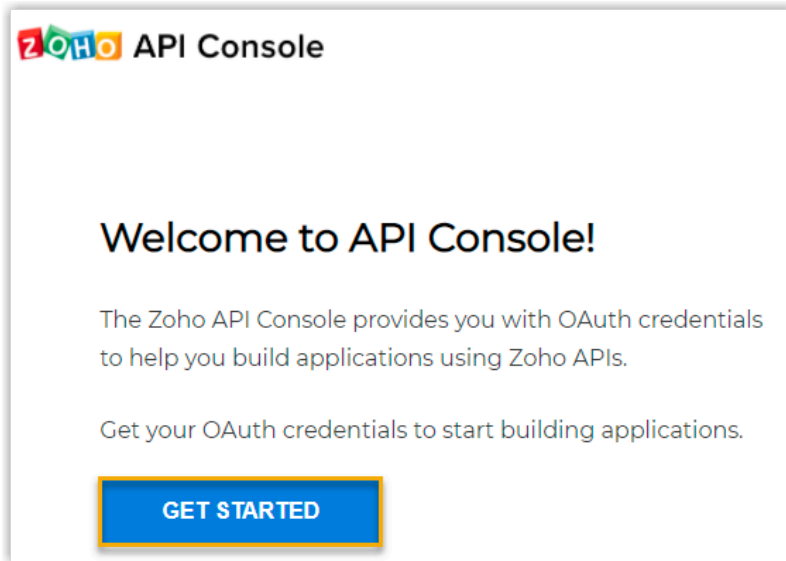 ZOHO API Console
Welcome to API Console!
The Zoho API Console provides you with OAuth credentials
to help you build applications using Zoho APIs.
Get your OAuth credentials to start building applications.
GET STARTED